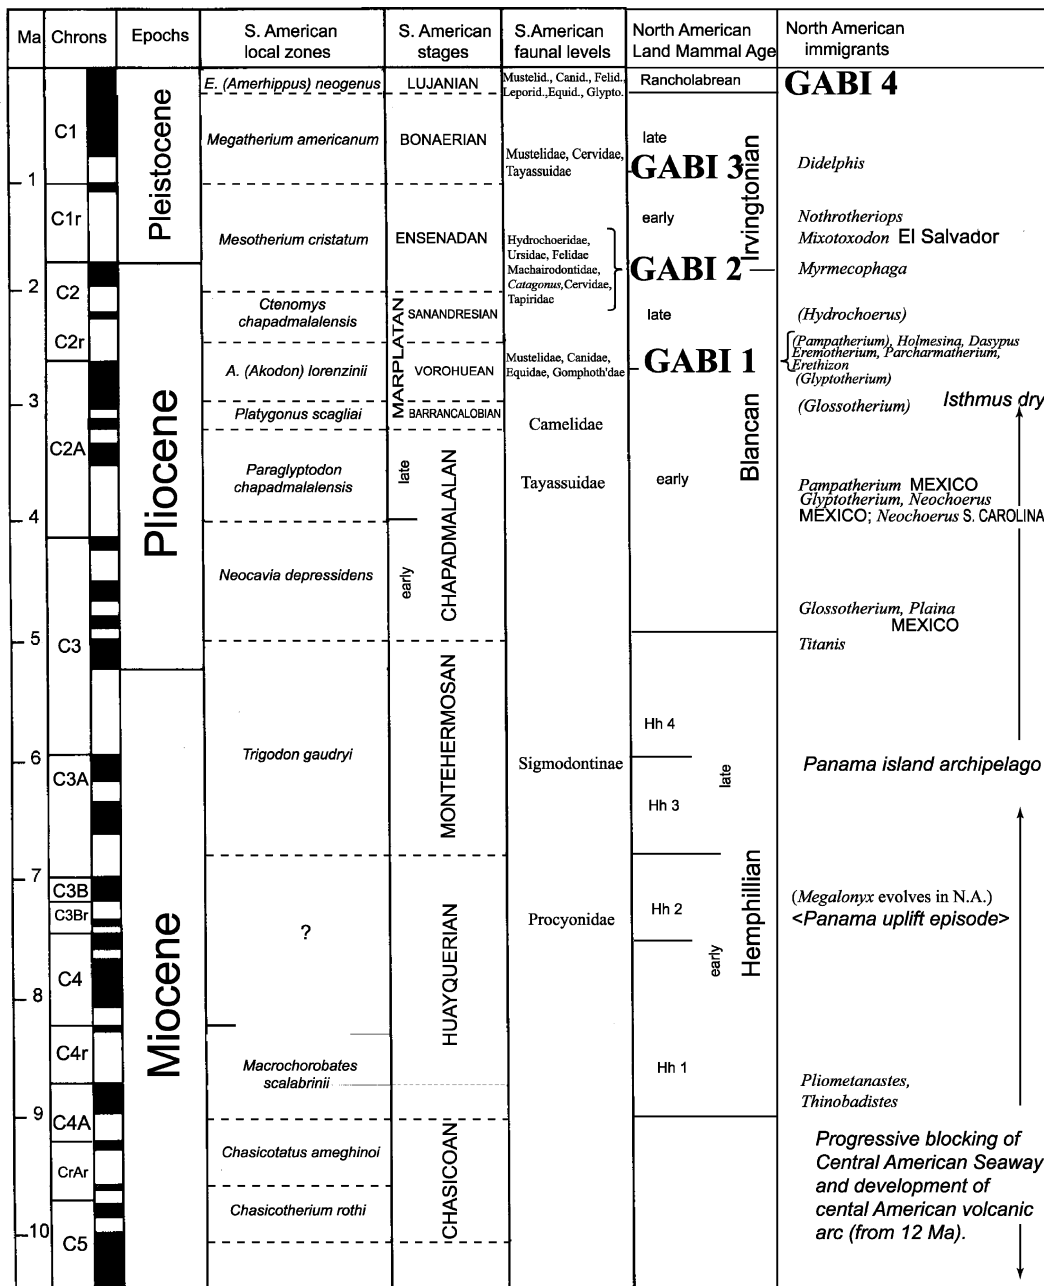 Ma
Chrons
Epochs
S. American
local zones
S. American
stages
S.American
faunal levels
North American
Land Mammal Age
North American
immigrants
E. (Amerhippus) neogenus
LUJANIAN
Mustelid., Canid., Felid.,
Leporid.,Equid., Glypto.
Rancholabrean
GABI 4
C1
Pleistocene
Megatherium americanum
BONAERIAN
Mustelidae, Cervidae,
Tayassuidae
late
GABI 3
Irvingtonian
Didelphis
1
C1r
Mesotherium cristatum
ENSENADAN
Hydrochoeridae,
Ursidae, Felidae
Machairodontidae,
Catagonus,Cervidae,
Tapiridae
early
GABI 2
Nothrotheriops
Mixotoxodon El Salvador
Myrmecophaga
2
C2
Ctenomys
chapadmalalensis
MARPLATAN
SANANDRESIAN
late
(Hydrochoerus)
C2r
A. (Akodon) lorenzinii
VOROHUEAN
Mustelidae, Canidae,
Equidae, Gomphoth'dae
GABI 1
(Pampatherium), Holmesina, Dasypus
Eremotherium, Parcharmatherium,
Erethizon
(Glyptotherium)
3
Platygonus scagliai
BARRANCALOBIAN
Camelidae
Blancan
(Glossotherium)
Isthmus dry
C2A
Pliocene
Paraglyptodon
chapadmalalensis
late
CHAPADMALALAN
Tayassuidae
early
Pampatherium MEXICO
Glyptotherium, Neochoerus
MEXICO; Neochoerus S. CAROLINA
4
Neocavia depressidens
early
Glossotherium, Plaina
MEXICO
Titanis
5
C3
Trigodon gaudryi
MONTEHERMOSAN
Sigmodontinae
Hh 4
Panama island archipelago
6
C3A
Hh 3
late
7
C3B
C3Br
Miocene
?
HUAYQUERIAN
Procyonidae
Hh 2
early
Hemphillian
(Megalonyx evolves in N.A.)
<Panama uplift episode>
C4
8
C4r
Macrochorobates
scalabrinii
Hh 1
Pliometanastes,
Thinobadistes
9
C4A
Chasicotatus ameghinoi
CHASICOAN
CrAr
Chasicotherium rothi
Progressive blocking of
Central American Seaway
and development of
cental American volcanic
arc (from 12 Ma).
10
C5